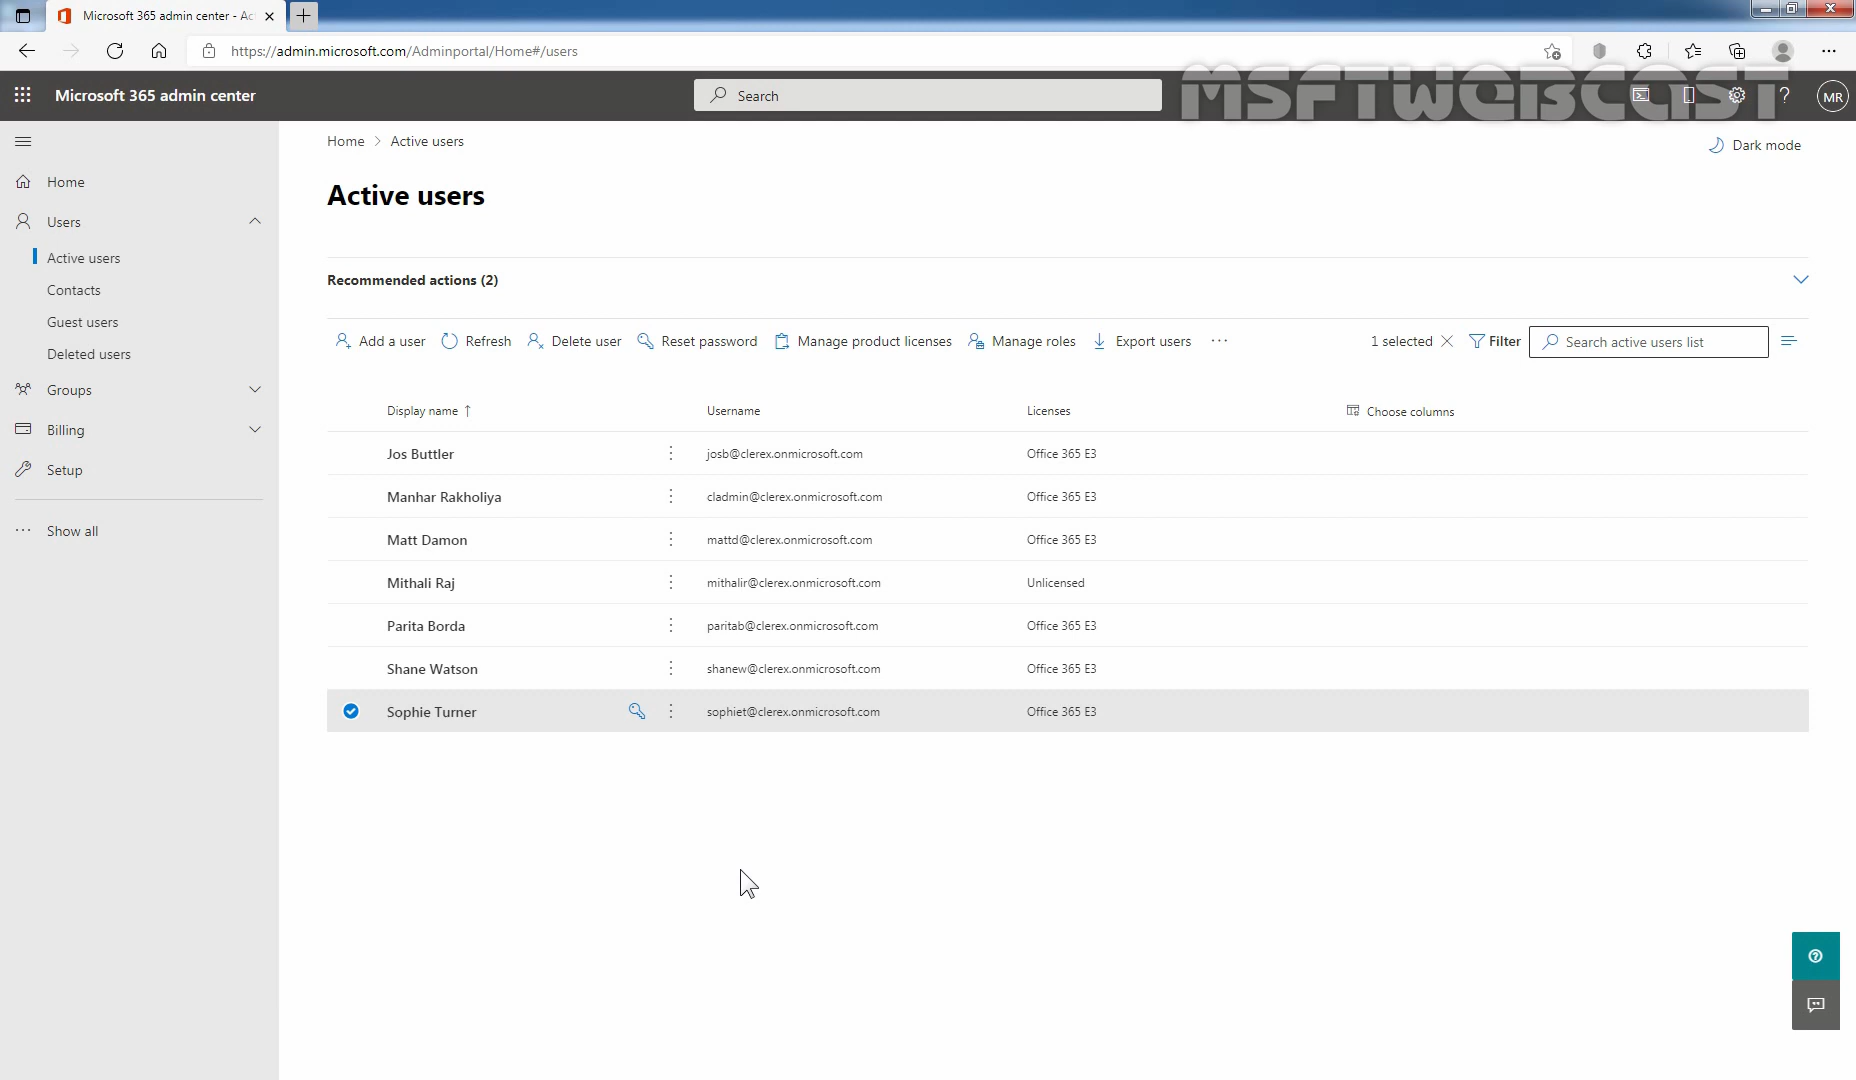 Microsoft 365 admin center - Ac
https://admin.microsoft.com/Adminportal/Home#/users
Microsoft 365 admin center
Search
MSFTWEBCAST
MR
Home
Users
Active users
Contacts
Guest users
Deleted users
Groups
Billing
Setup
Show all
Home > Active users
Dark mode
Active users
Recommended actions (2)
Add a user Refresh Delete user Reset password Manage product licenses Manage roles Export users 1 selected Filter Search active users list
Display name ↑ Username Licenses Choose columns
Jos Buttler josb@clerex.onmicrosoft.com Office 365 E3
Manhar Rakholiya cladmin@clerex.onmicrosoft.com Office 365 E3
Matt Damon mattd@clerex.onmicrosoft.com Office 365 E3
Mithali Raj mithalir@clerex.onmicrosoft.com Unlicensed
Parita Borda paritab@clerex.onmicrosoft.com Office 365 E3
Shane Watson shanew@clerex.onmicrosoft.com Office 365 E3
Sophie Turner sophiet@clerex.onmicrosoft.com Office 365 E3